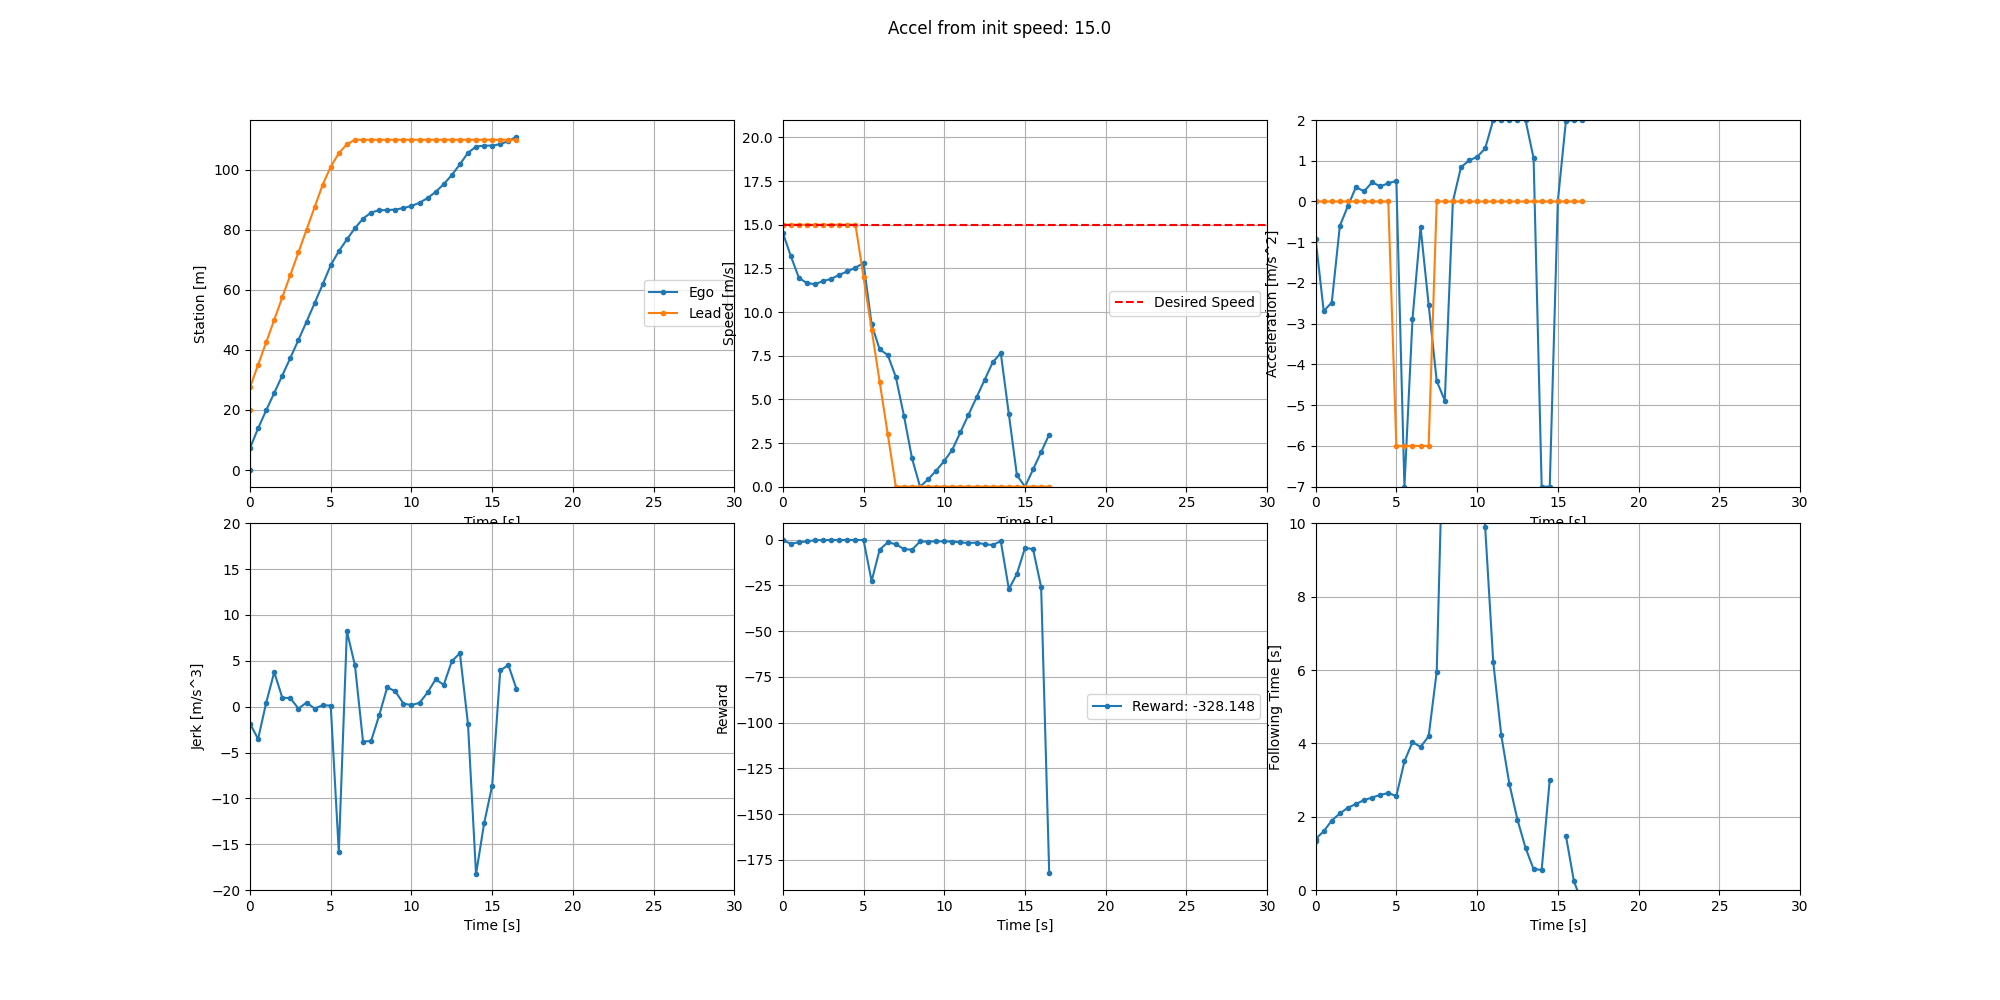 Accel from init speed: 15.0
Station [m]
100
80
60
40
20
0
0 5 10 15 20 25 30
Time [s]
Ego
Lead
Speed [m/s]
20.0
17.5
15.0
12.5
10.0
7.5
5.0
2.5
0.0
0 5 10 15 20 25 30
Time [s]
Desired Speed
Acceleration [m/s^2]
2
1
0
−1
−2
−3
−4
−5
−6
−7
0 5 10 15 20 25 30
Time [s]
Jerk [m/s^3]
20
15
10
5
0
−5
−10
−15
−20
0 5 10 15 20 25 30
Time [s]
Reward
0
−25
−50
−75
−100
−125
−150
−175
0 5 10 15 20 25 30
Time [s]
Reward: -328.148
Following Time [s]
10
8
6
4
2
0
0 5 10 15 20 25 30
Time [s]